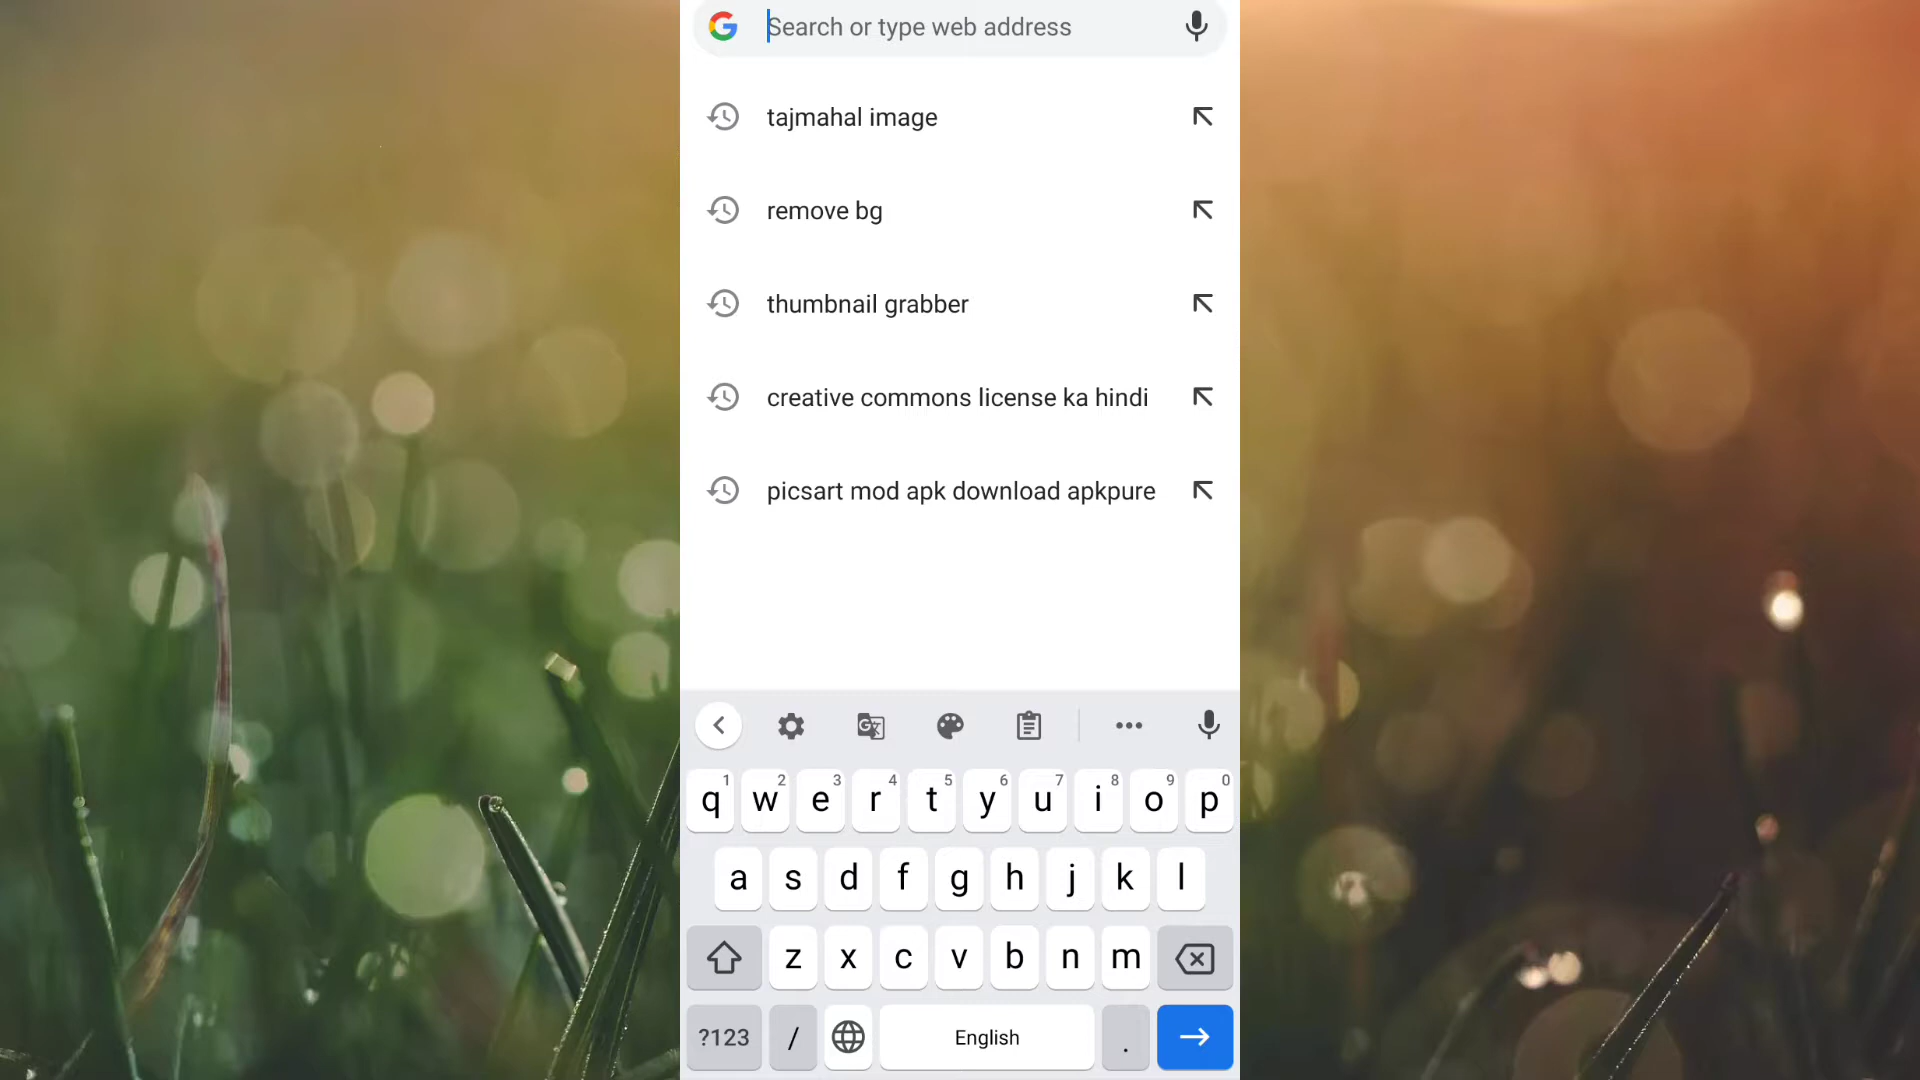 Search or type web address
tajmahal image
remove bg
thumbnail grabber
creative commons license ka hindi
picsart mod apk download apkpure
1 2 3 4 5 6 7 8 9 0
q w e r t y u i o p
a s d f g h j k l
z x c v b n m
?123 / English .